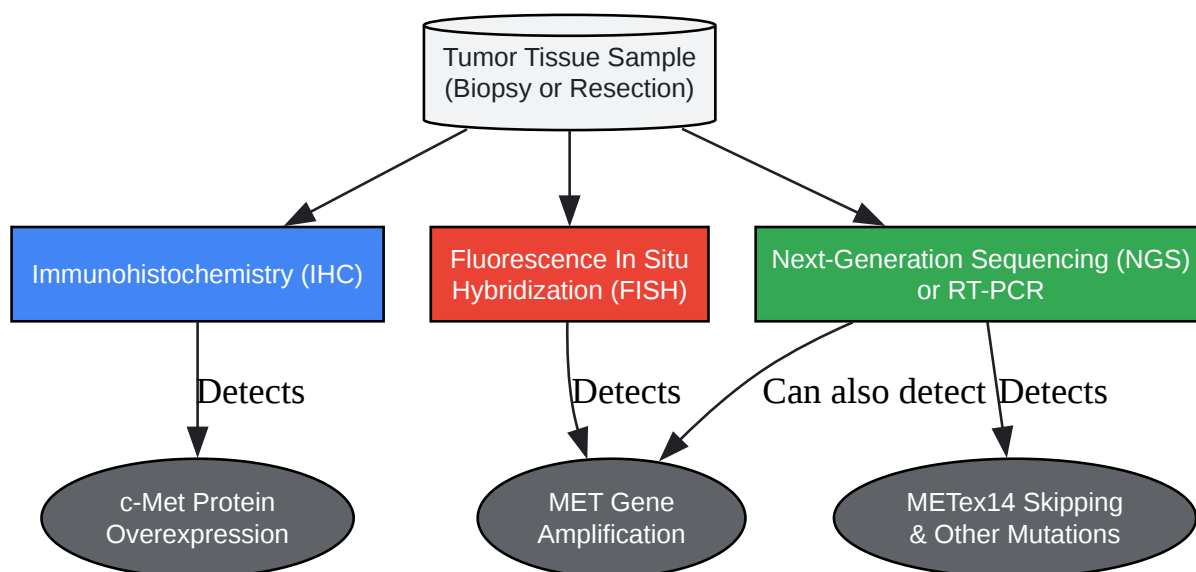 Tumor Tissue Sample
(Biopsy or Resection)
Immunohistochemistry (IHC)
Fluorescence In Situ
Hybridization (FISH)
Next-Generation Sequencing (NGS)
or RT-PCR
Detects
Detects
Can also detect
Detects
c-Met Protein
Overexpression
MET Gene
Amplification
METex14 Skipping
& Other Mutations